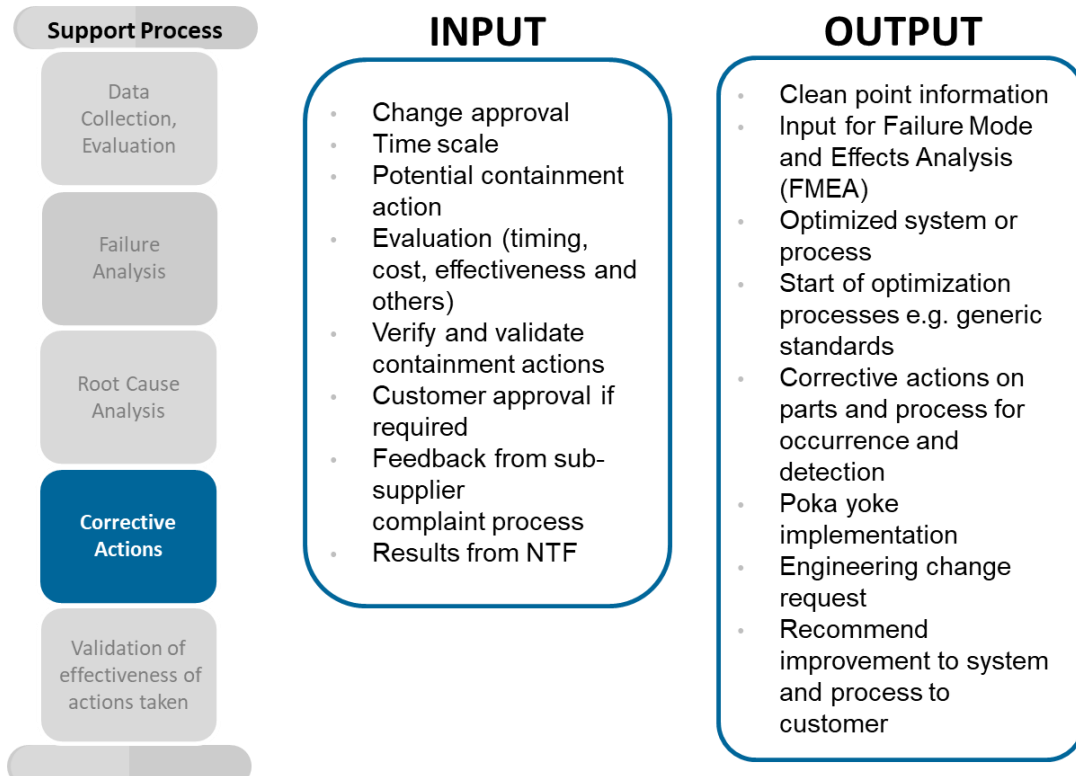 Support Process
Data
Collection,
Evaluation
Failure
Analysis
Root Cause
Analysis
Corrective
Actions
Validation of
effectiveness of
actions taken
INPUT
• Change approval
• Time scale
• Potential containment
action
• Evaluation (timing,
cost, effectiveness and
others)
• Verify and validate
containment actions
• Customer approval if
required
• Feedback from sub-
supplier
complaint process
• Results from NTF
OUTPUT
• Clean point information
• Input for Failure Mode
and Effects Analysis
(FMEA)
• Optimized system or
process
• Start of optimization
processes e.g. generic
standards
• Corrective actions on
parts and process for
occurrence and
detection
• Poka yoke
implementation
• Engineering change
request
• Recommend
improvement to system
and process to
customer